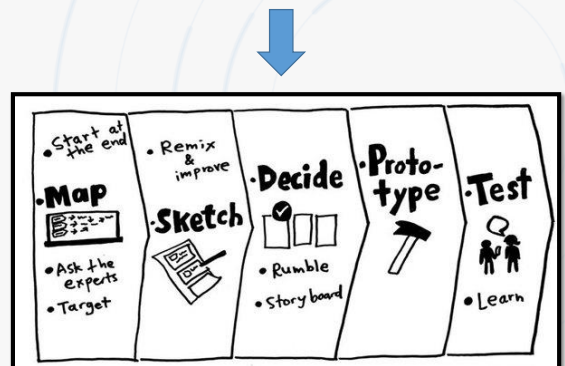 • Start at
the end
• Map
• Ask the
experts
• Target
• Remix
&
improve
• Sketch
• Decide
• Rumble
• Story board
• Proto-
type
• Test
• Learn